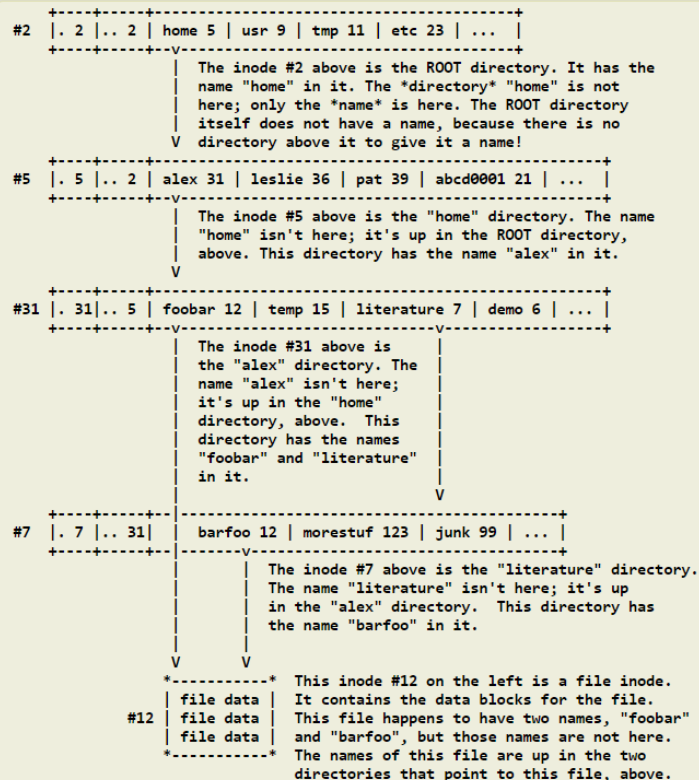 +----+-----+---------------------------------------+
#2 |. 2 |.. 2 | home 5 | usr 9 | tmp 11 | etc 23 | ... |
+----+-----+--v------------------------------------+
| The inode #2 above is the ROOT directory. It has the
| name "home" in it. The *directory* "home" is not
| here; only the *name* is here. The ROOT directory
| itself does not have a name, because there is no
V directory above it to give it a name!
+----+-----+------------------------------------------------+
#5 |. 5 |.. 2 | alex 31 | leslie 36 | pat 39 | abcd0001 21 | ... |
+----+-----+--v---------------------------------------------+
| The inode #5 above is the "home" directory. The name
| "home" isn't here; it's up in the ROOT directory,
| above. This directory has the name "alex" in it.
V
+----+-----+------------------------------------------------+
#31 |. 31|.. 5 | foobar 12 | temp 15 | literature 7 | demo 6 | ... |
+----+-----+--v-----------------------------v---------------+
| The inode #31 above is |
| the "alex" directory. The |
| name "alex" isn't here; |
| it's up in the "home" |
| directory, above. This |
| directory has the names |
| "foobar" and "literature" |
| in it. |
| V
+----+-----+--|-----------------------------------------+
#7 |. 7 |.. 31| | barfoo 12 | morestuf 123 | junk 99 | ... |
+----+-----+--|-------v---------------------------------+
| | The inode #7 above is the "literature" directory.
| | The name "literature" isn't here; it's up
| | in the "alex" directory. This directory has
| | the name "barfoo" in it.
| |
V V
*-----------* This inode #12 on the left is a file inode.
| file data | It contains the data blocks for the file.
#12 | file data | This file happens to have two names, "foobar"
| file data | and "barfoo", but those names are not here.
*-----------* The names of this file are up in the two
directories that point to this file, above.